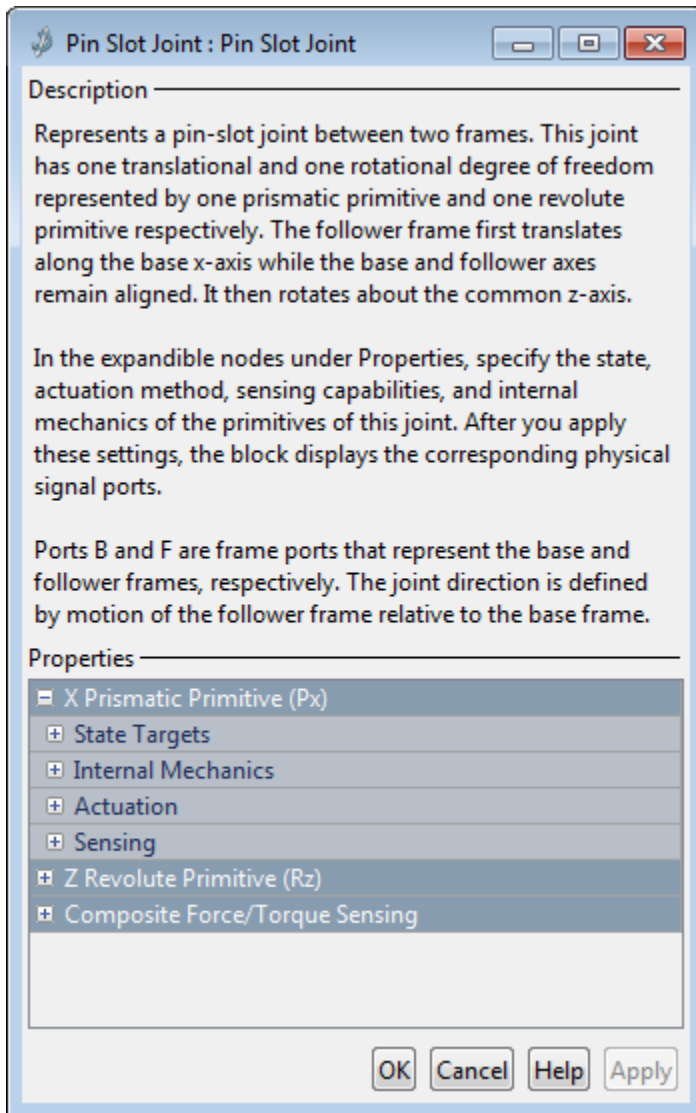 Pin Slot Joint : Pin Slot Joint
Description
Represents a pin-slot joint between two frames. This joint
has one translational and one rotational degree of freedom
represented by one prismatic primitive and one revolute
primitive respectively. The follower frame first translates
along the base x-axis while the base and follower axes
remain aligned. It then rotates about the common z-axis.
In the expandible nodes under Properties, specify the state,
actuation method, sensing capabilities, and internal
mechanics of the primitives of this joint. After you apply
these settings, the block displays the corresponding physical
signal ports.
Ports B and F are frame ports that represent the base and
follower frames, respectively. The joint direction is defined
by motion of the follower frame relative to the base frame.
Properties
X Prismatic Primitive (Px)
State Targets
Internal Mechanics
Actuation
Sensing
Z Revolute Primitive (Rz)
Composite Force/Torque Sensing
OK Cancel Help Apply